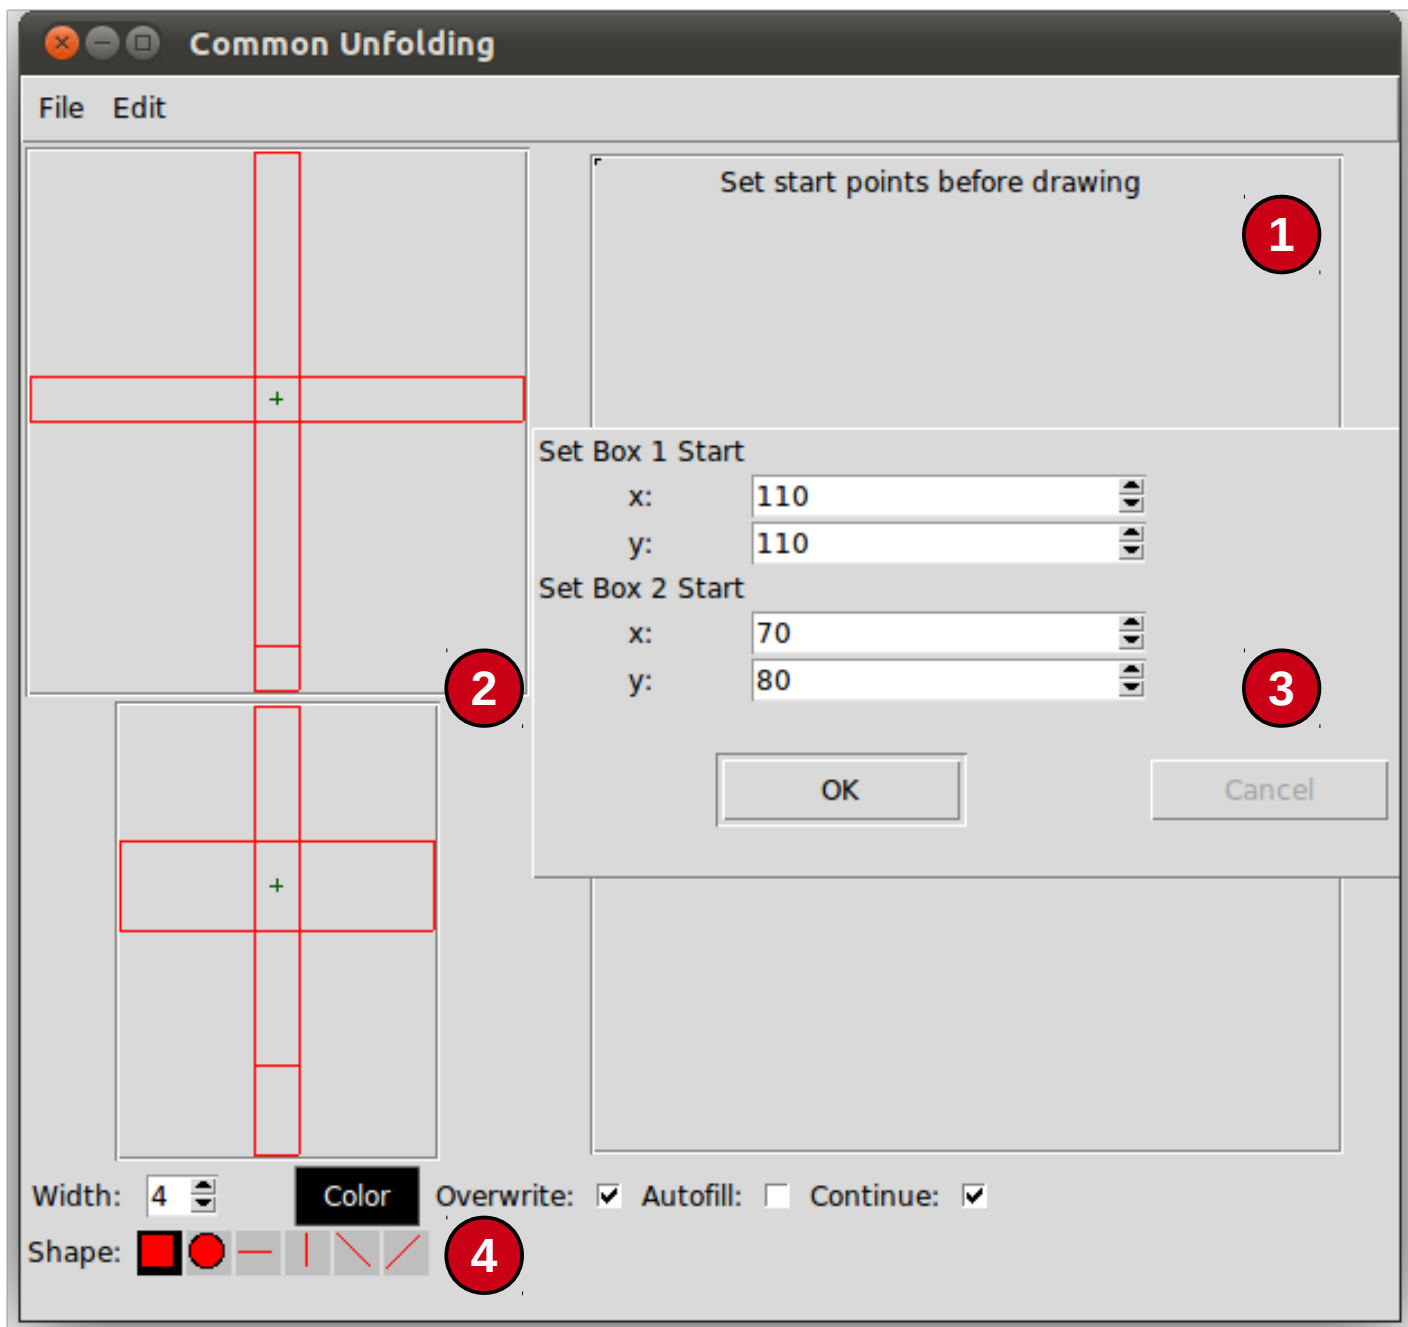 Common Unfolding
File Edit
Set start points before drawing
1
Set Box 1 Start
x: 110
y: 110
Set Box 2 Start
x: 70
y: 80
2
3
OK Cancel
Width: 4 Color Overwrite: Autofill: Continue:
Shape:
4